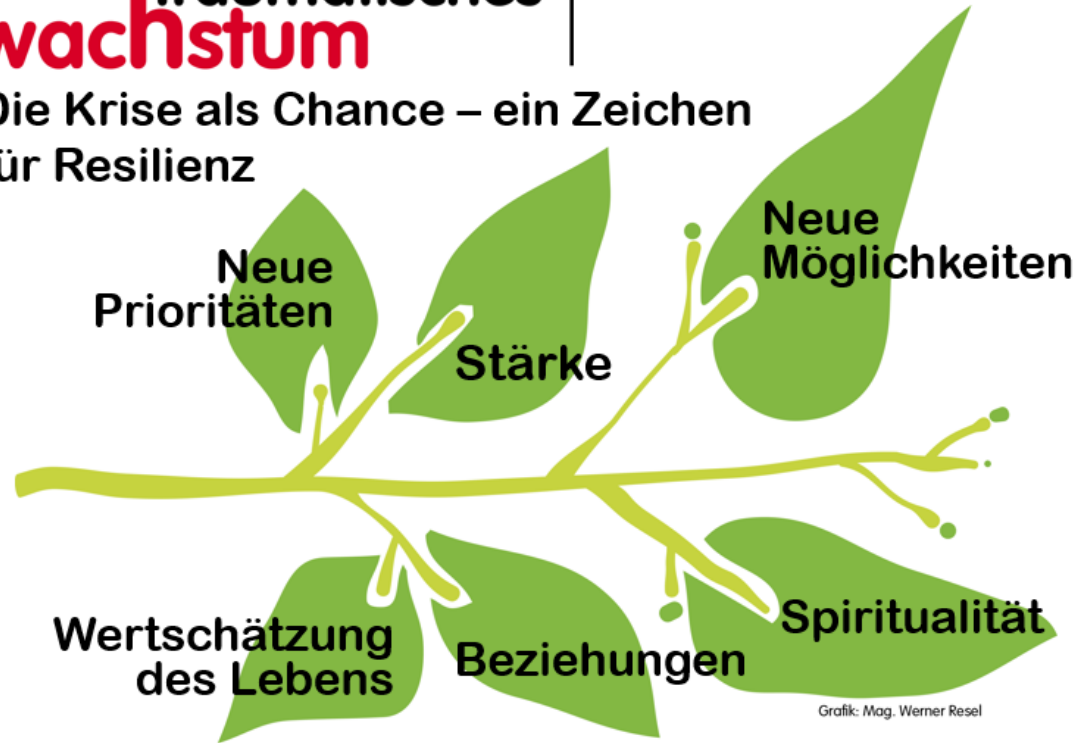 wachstum
Die Krise als Chance – ein Zeichen
für Resilienz
Neue
Prioritäten
Stärke
Neue
Möglichkeiten
Wertschätzung
des Lebens
Beziehungen
Spiritualität
Grafik: Mag. Werner Resel